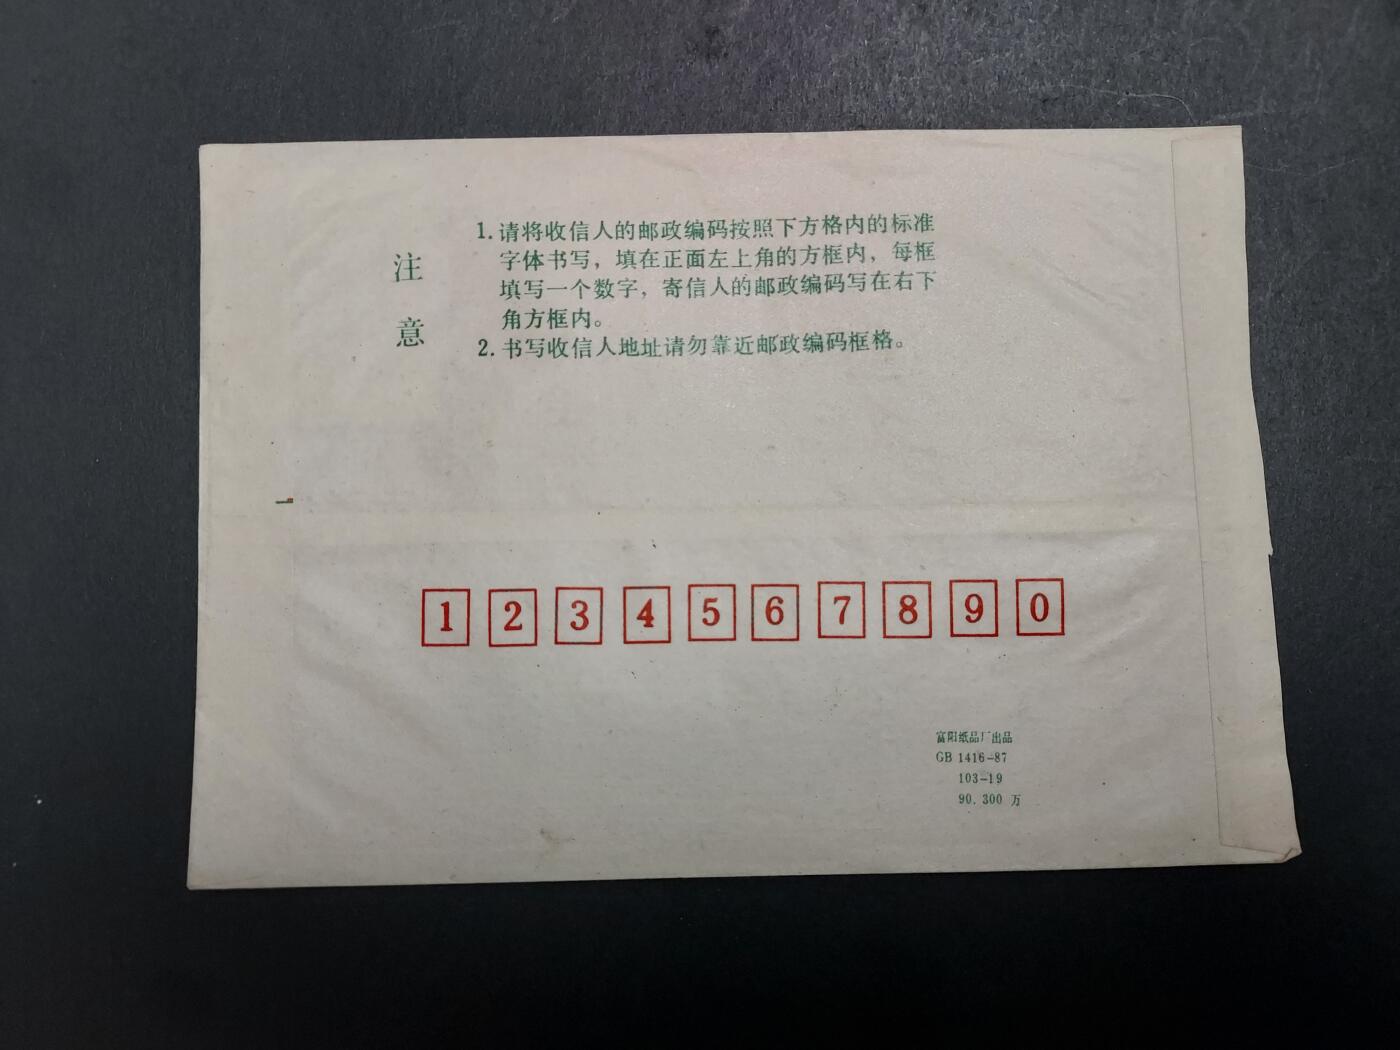 注意
1. 请将收信人的邮政编码按照下方格内的标准
字体书写，填在正面左上角的方框内，每框
填写一个数字，寄信人的邮政编码写在右下
角方框内。
2. 书写收信人地址请勿靠近邮政编码框格。
1 2 3 4 5 6 7 8 9 0
富阳纸品厂出品
GB 1416-87
103-19
90. 300 万